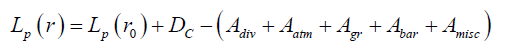 L_p(r) = L_p(r_0) + D_C − (A_div + A_atm + A_gr + A_bar + A_misc)